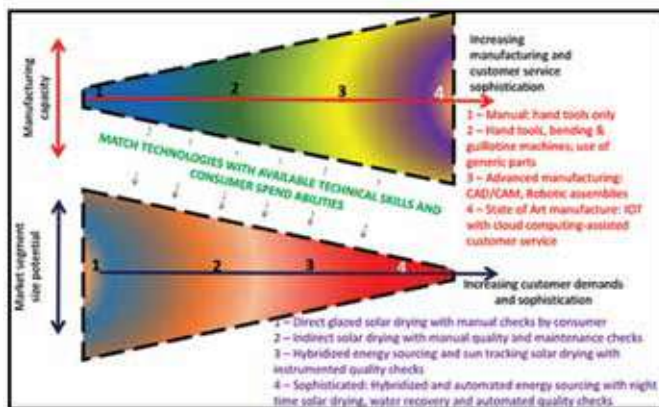 Manufacturing
capacity
1
2
3
4
Increasing
manufacturing and
customer service
sophistication
1 – Manual: hand tools only
2 – Hand tools, bending &
guillotine machines; use of
generic parts
3 – Advanced manufacturing:
CAD/CAM, Robotic assemblies
4 – State of Art manufacture: IOT
with cloud computing-assisted
customer service
MATCH TECHNOLOGIES WITH AVAILABLE TECHNICAL SKILLS AND
CONSUMER SPEND ABILITIES
Market segment
size potential
1
2
3
4
Increasing customer demands
and sophistication
1 – Direct glazed solar drying with manual checks by consumer
2 – Indirect solar drying with manual quality and maintenance checks
3 – Hybridized energy sourcing and sun tracking solar drying with
instrumented quality checks
4 – Sophisticated: Hybridized and automated energy sourcing with night
time solar drying, water recovery and automated quality checks